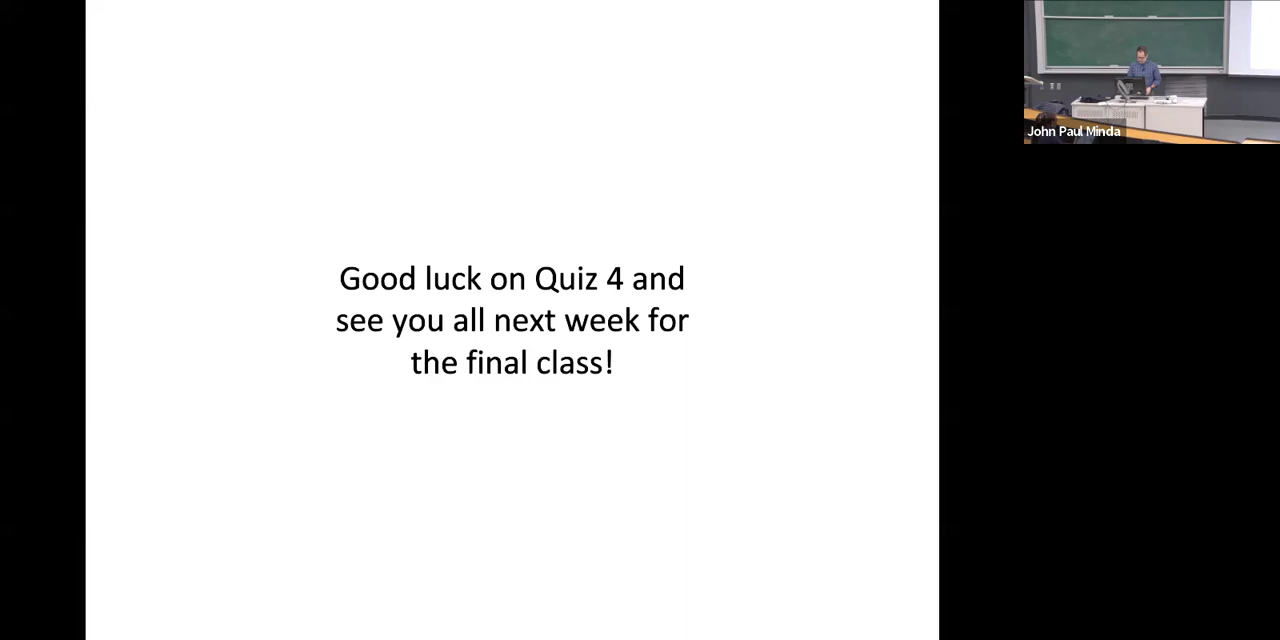 Good luck on Quiz 4 and
see you all next week for
the final class!
John Paul Minda